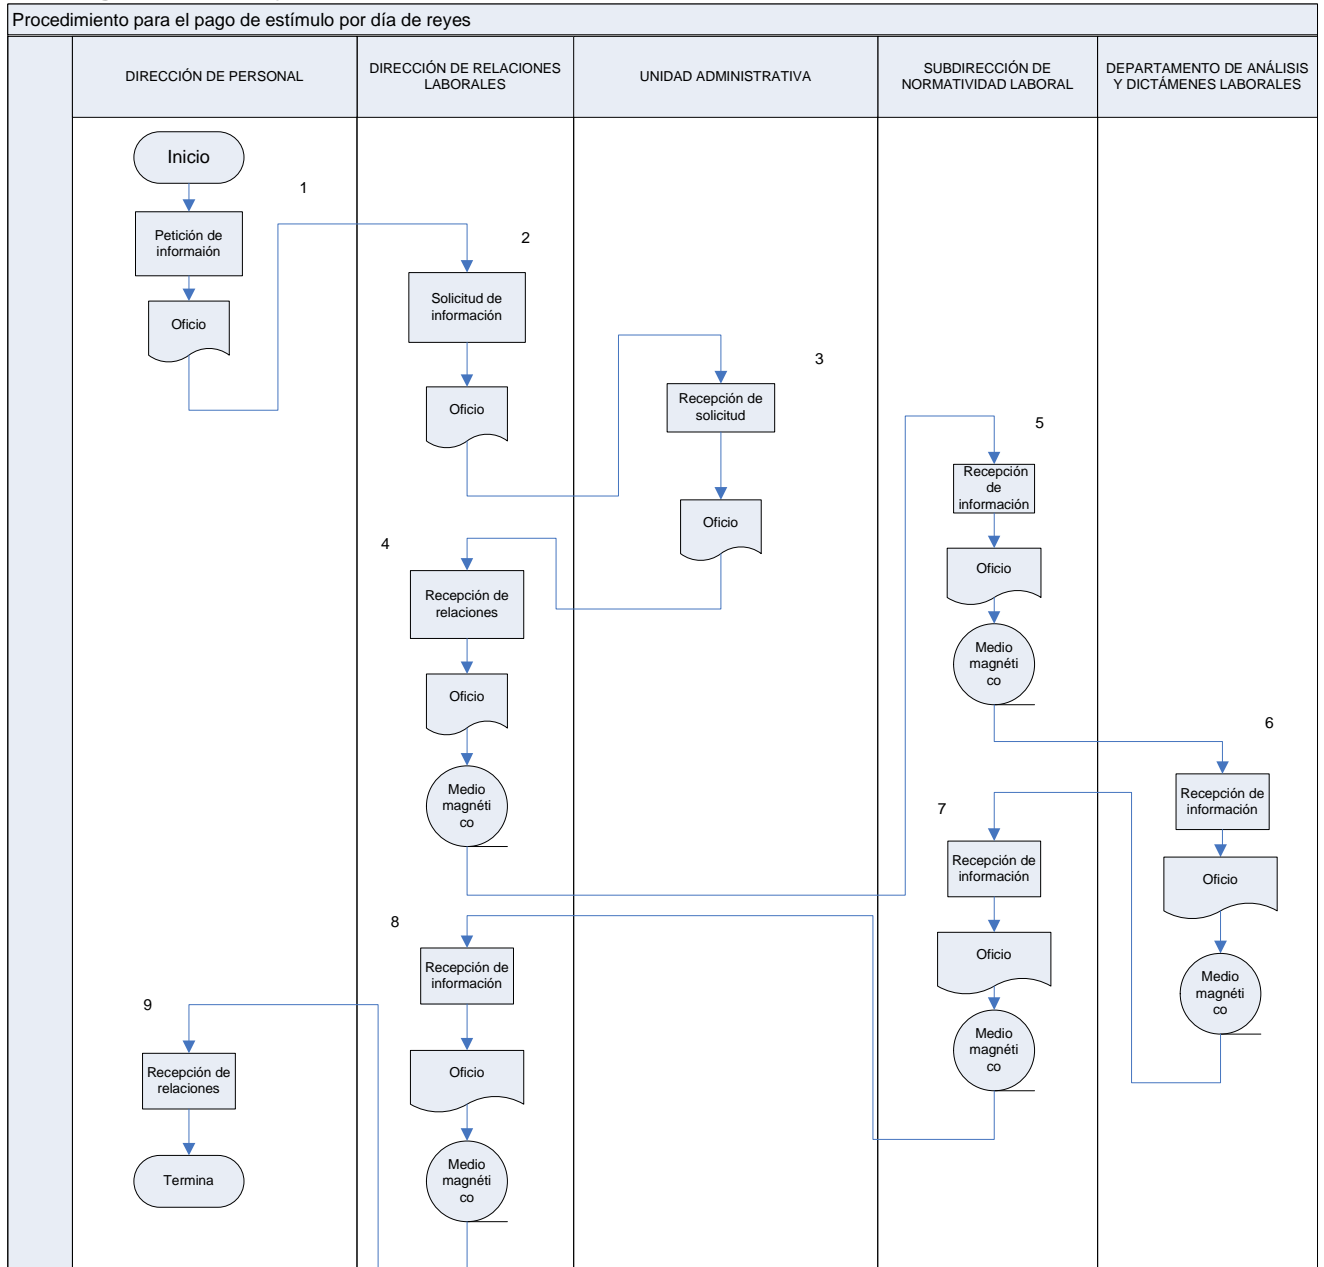 Procedimiento para el pago de estímulo por día de reyes
DIRECCIÓN DE PERSONAL
DIRECCIÓN DE RELACIONES
LABORALES
UNIDAD ADMINISTRATIVA
SUBDIRECCIÓN DE
NORMATIVIDAD LABORAL
DEPARTAMENTO DE ANÁLISIS
Y DICTÁMENES LABORALES
Inicio
1
Petición de
informaión
Oficio
2
Solicitud de
información
Oficio
3
Recepción de
solicitud
Oficio
4
Recepción de
relaciones
Oficio
Medio
magnéti
co
5
Recepción
de
información
Oficio
Medio
magnéti
co
6
Recepción de
información
Oficio
Medio
magnéti
co
7
Recepción de
información
Oficio
Medio
magnéti
co
8
Recepción de
información
Oficio
Medio
magnéti
co
9
Recepción de
relaciones
Termina